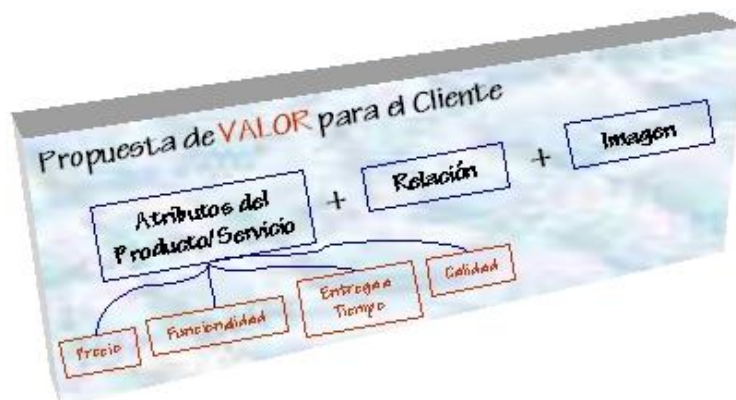 Propuesta de VALOR para el Cliente
Atributos del
Producto/Servicio
+
Relación
+
Imagen
Precio
Funcionalidad
Entrega a
Tiempo
Calidad